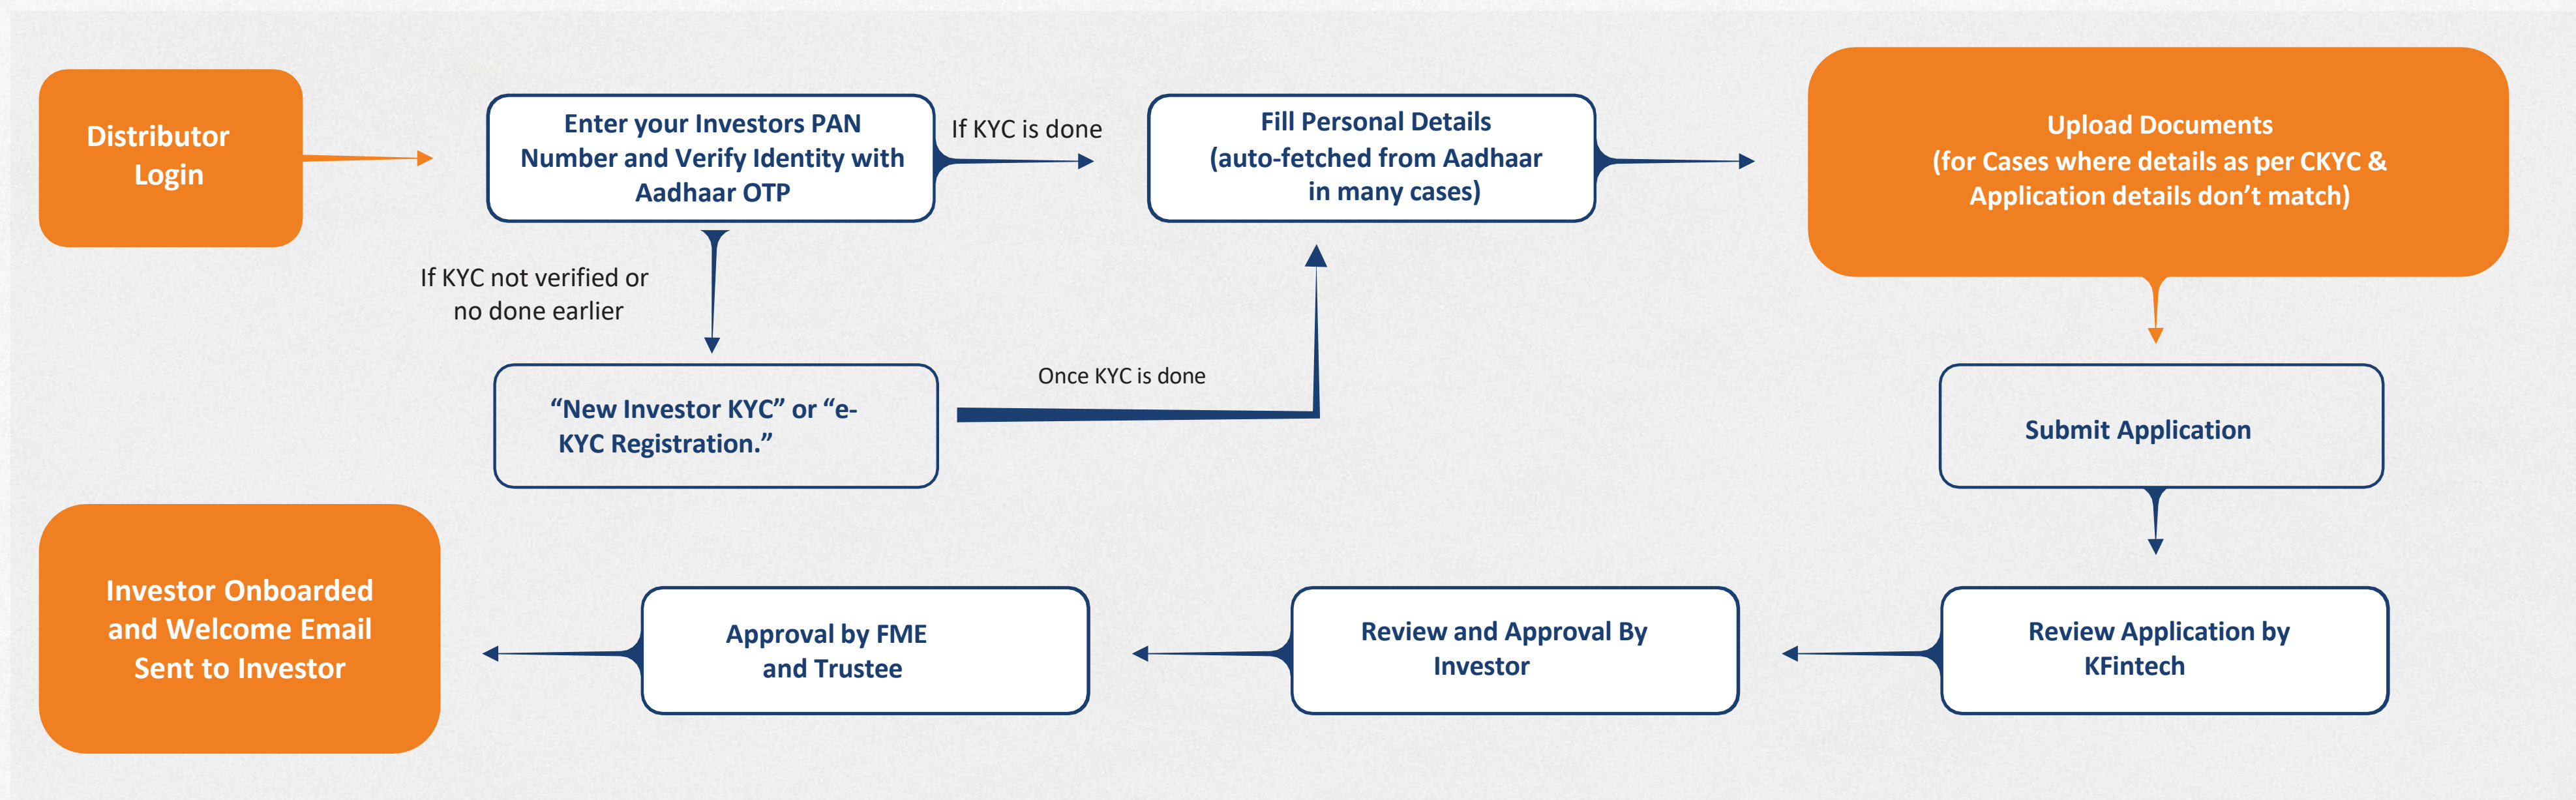 Distributor
Login
Enter your Investors PAN
Number and Verify Identity with
Aadhaar OTP
If KYC is done
Fill Personal Details
(auto-fetched from Aadhaar
in many cases)
Upload Documents
(for Cases where details as per CKYC &
Application details don’t match)
If KYC not verified or
no done earlier
“New Investor KYC” or “e-
KYC Registration.”
Once KYC is done
Submit Application
Review Application by
KFintech
Review and Approval By
Investor
Approval by FME
and Trustee
Investor Onboarded
and Welcome Email
Sent to Investor